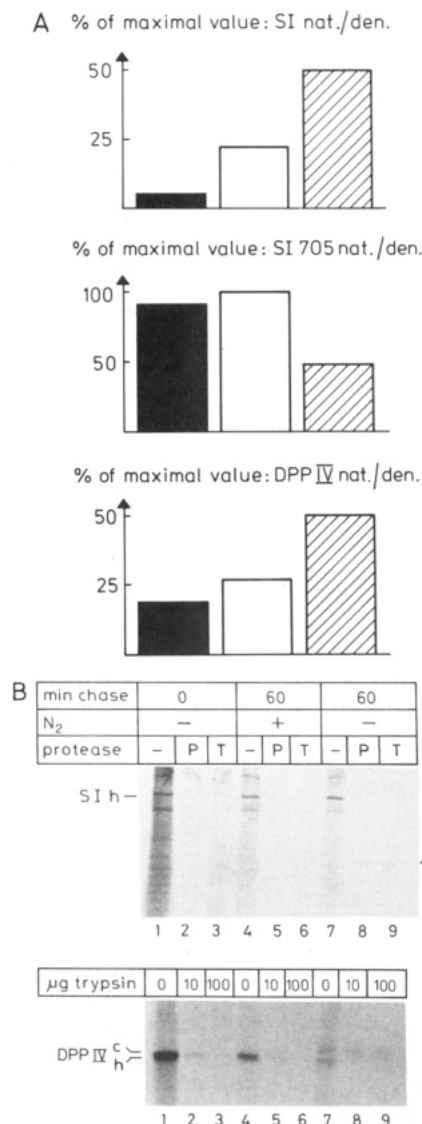 A % of maximal value: SI nat./den.
50
25
% of maximal value: SI 705 nat./den.
100
50
% of maximal value: DPP IV nat./den.
50
25
B min chase 0 60 60
N2 − + −
protease − P T − P T − P T
SI h −
1 2 3 4 5 6 7 8 9
µg trypsin 0 10 100 0 10 100 0 10 100
DPP IV c
h
1 2 3 4 5 6 7 8 9